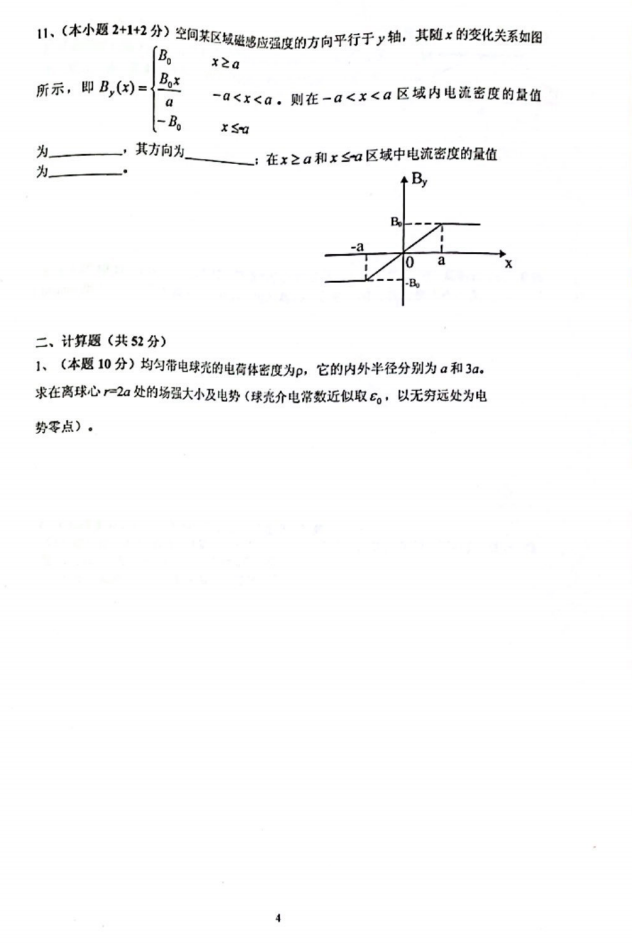 11、（本小题 2+1+2 分）空间某区域磁感应强度的方向平行于 y 轴，其随 x 的变化关系如图
B₀ x≥a
所示，即 Bᵧ(x)= B₀x/a -a<x<a。则在 -a<x<a 区域内电流密度的量值
-B₀ x≤-a
为________，其方向为________；在 x≥a 和 x≤-a 区域中电流密度的量值
为________。
Bᵧ
B₀
-a 0 a x
-B₀
二、计算题（共 52 分）
1、（本题 10 分）均匀带电球壳的电荷体密度为ρ，它的内外半径分别为 a 和 3a。
求在离球心 r=2a 处的场强大小及电势（球壳介电常数近似取 ε₀，以无穷远处为电
势零点）。
4